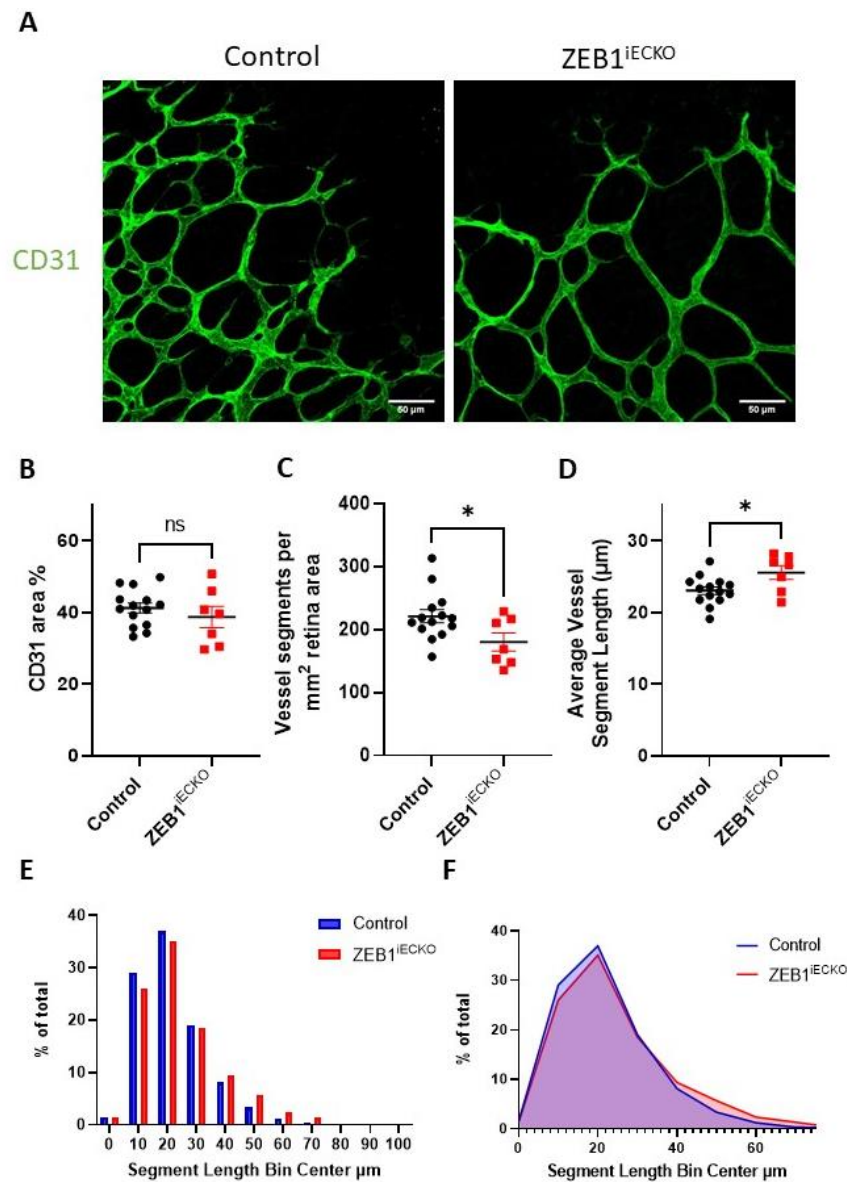 A
Control
ZEB1iECKO
CD31
50 µm
50 µm
B
C
D
CD31 area %
60
40
20
0
ns
Control
ZEB1iECKO
Vessel segments per
mm2 retina area
400
300
200
100
0
*
Control
ZEB1iECKO
Average Vessel
Segment Length (µm)
30
20
10
0
*
Control
ZEB1iECKO
E
F
% of total
40
30
20
10
0
Control
ZEB1iECKO
0 10 20 30 40 50 60 70 80 90 100
Segment Length Bin Center µm
% of total
40
30
20
10
0
Control
ZEB1iECKO
0 20 40 60
Segment Length Bin Center µm